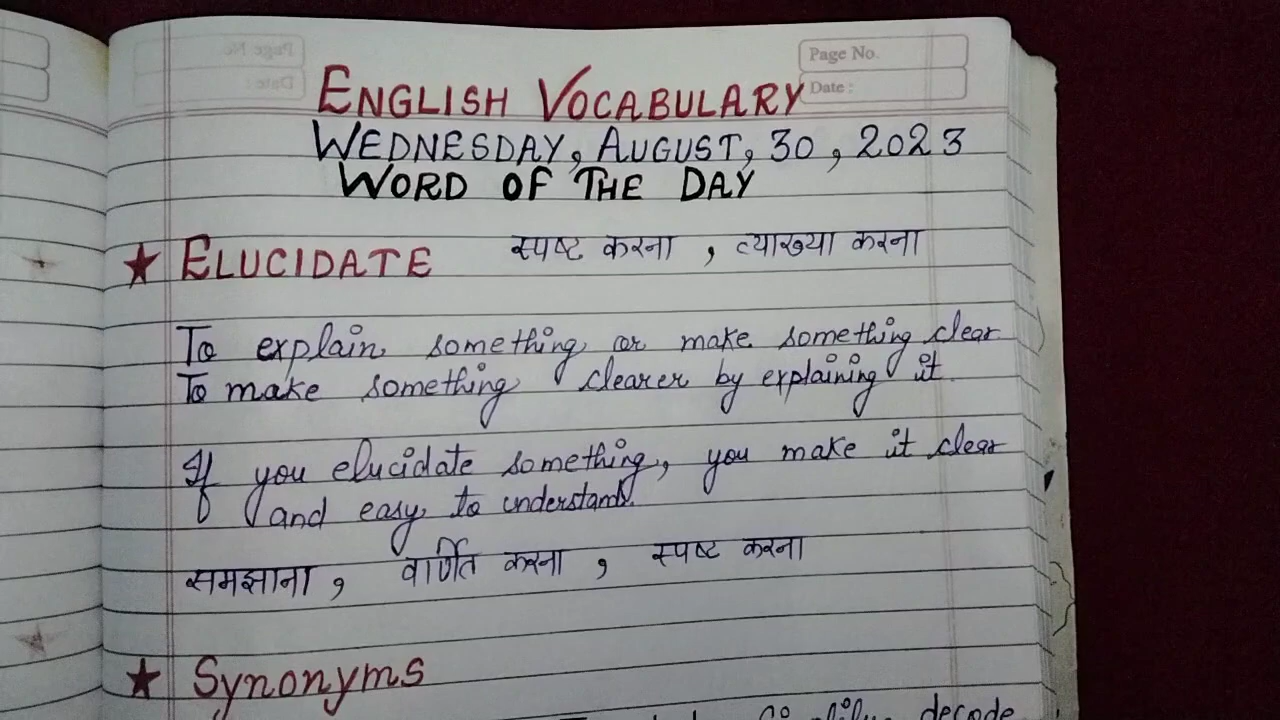 Page No.
Date :
ENGLISH VOCABULARY
WEDNESDAY, AUGUST, 30, 2023
WORD OF THE DAY
★ ELUCIDATE स्पष्ट करना , व्याख्या करना
To explain something or make something clear
To make something clearer by explaining it.
If you elucidate something, you make it clear
and easy to understand.
समझाना , वार्णित करना , स्पष्ट करना
★ Synonyms
decode